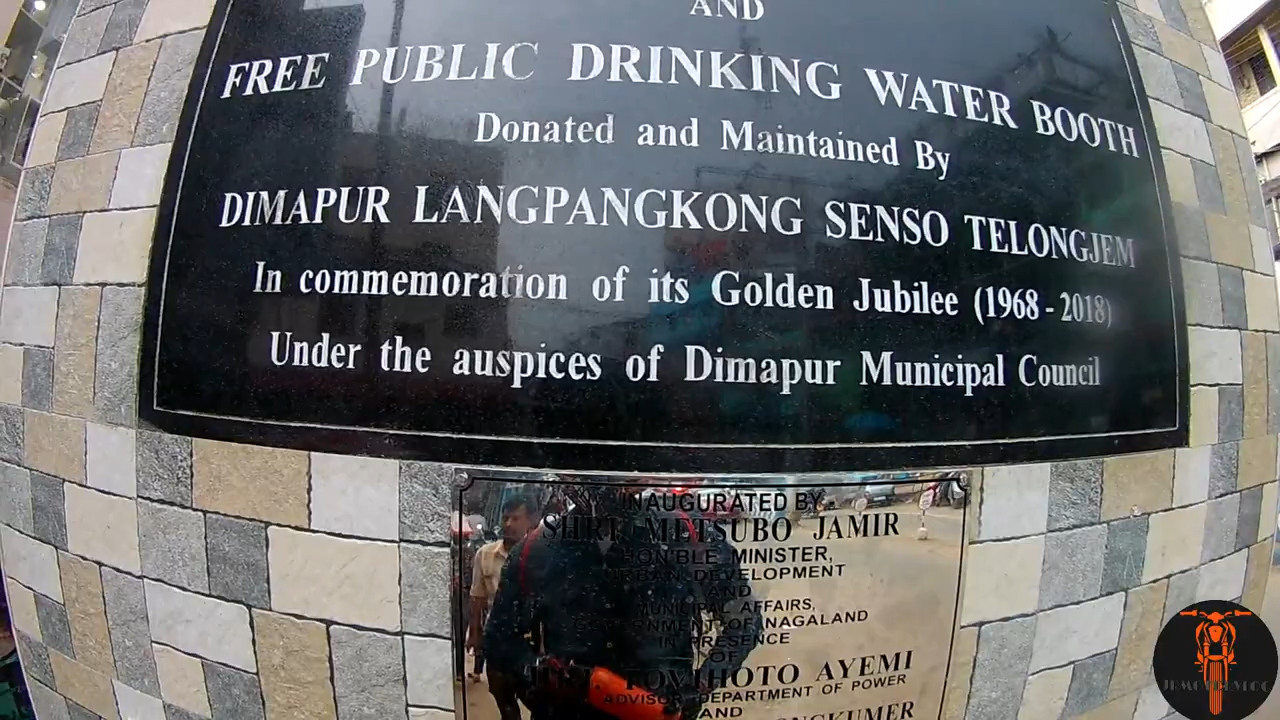 AND
FREE PUBLIC DRINKING WATER BOOTH
Donated and Maintained By
DIMAPUR LANGPANGKONG SENSO TELONGJEM
In commemoration of its Golden Jubilee (1968 - 2018)
Under the auspices of Dimapur Municipal Council
INAUGURATED BY
SHRI METSUBO JAMIR
HON'BLE MINISTER,
URBAN DEVELOPMENT
AND
MUNICIPAL AFFAIRS,
GOVERNMENT OF NAGALAND
IN PRESENCE
OF
TOVIHOTO AYEMI
ADVISOR, DEPARTMENT OF POWER
AND